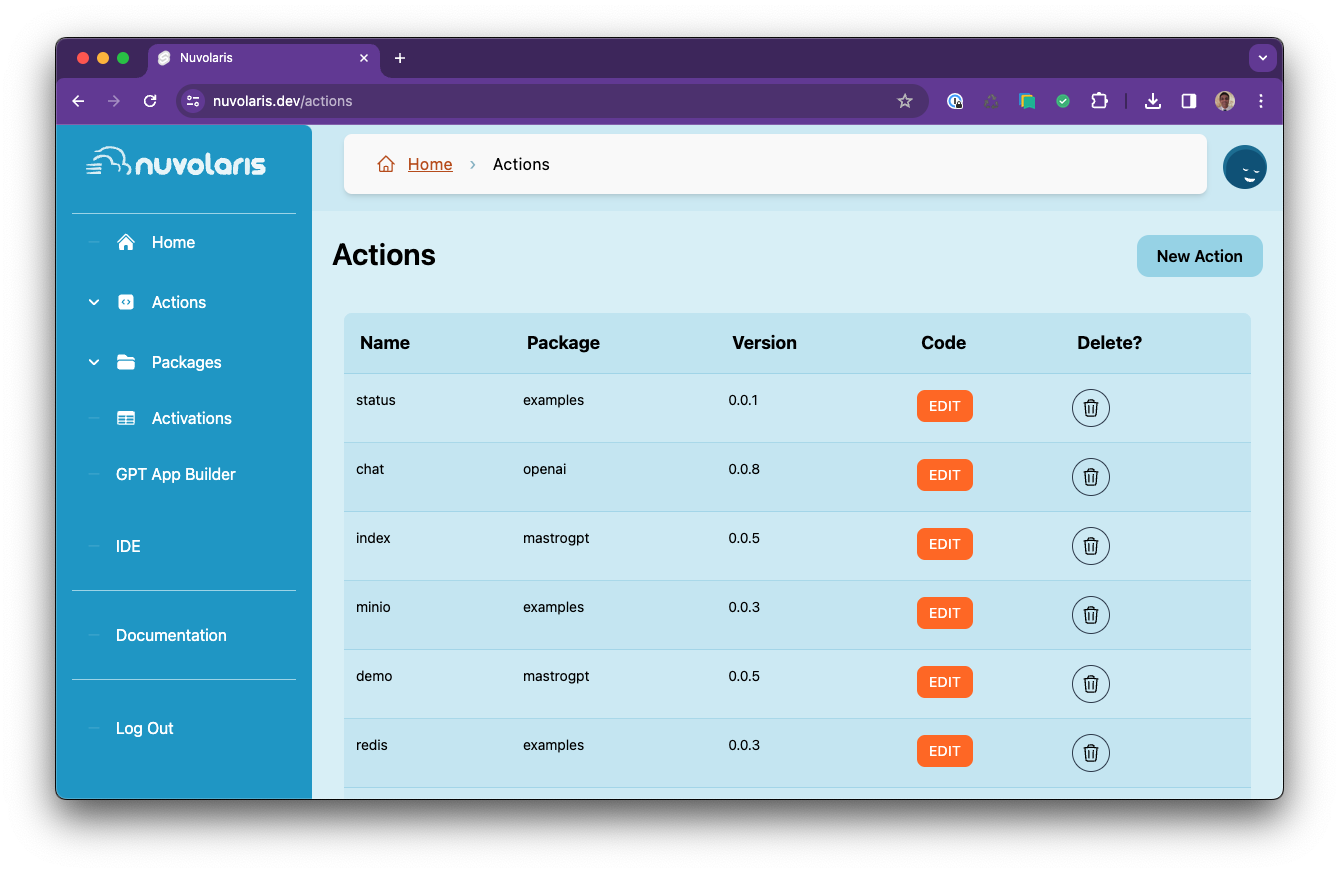 Nuvolaris
nuvolaris.dev/actions
nuvolaris
Home
Actions
Packages
Activations
GPT App Builder
IDE
Documentation
Log Out
Home › Actions
Actions
New Action
Name Package Version Code Delete?
status examples 0.0.1 EDIT
chat openai 0.0.8 EDIT
index mastrogpt 0.0.5 EDIT
minio examples 0.0.3 EDIT
demo mastrogpt 0.0.5 EDIT
redis examples 0.0.3 EDIT